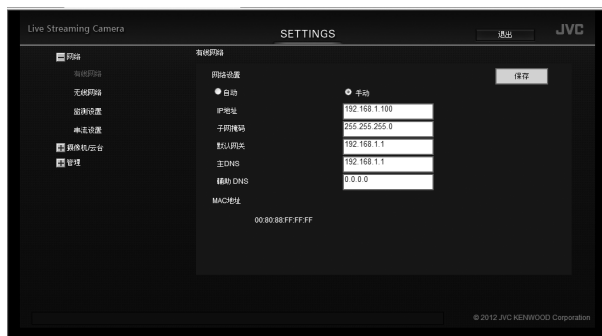 Live Streaming Camera
SETTINGS
退出
JVC
网络
有线网络
无线网络
监测设置
串流设置
摄像机/云台
管理
有线网络
网络设置
保存
自动
手动
IP地址
192.168.1.100
子网掩码
255.255.255.0
默认网关
192.168.1.1
主DNS
192.168.1.1
辅助 DNS
0.0.0.0
MAC地址
00:80:88:FF:FF:FF
© 2012 JVC KENWOOD Corporation